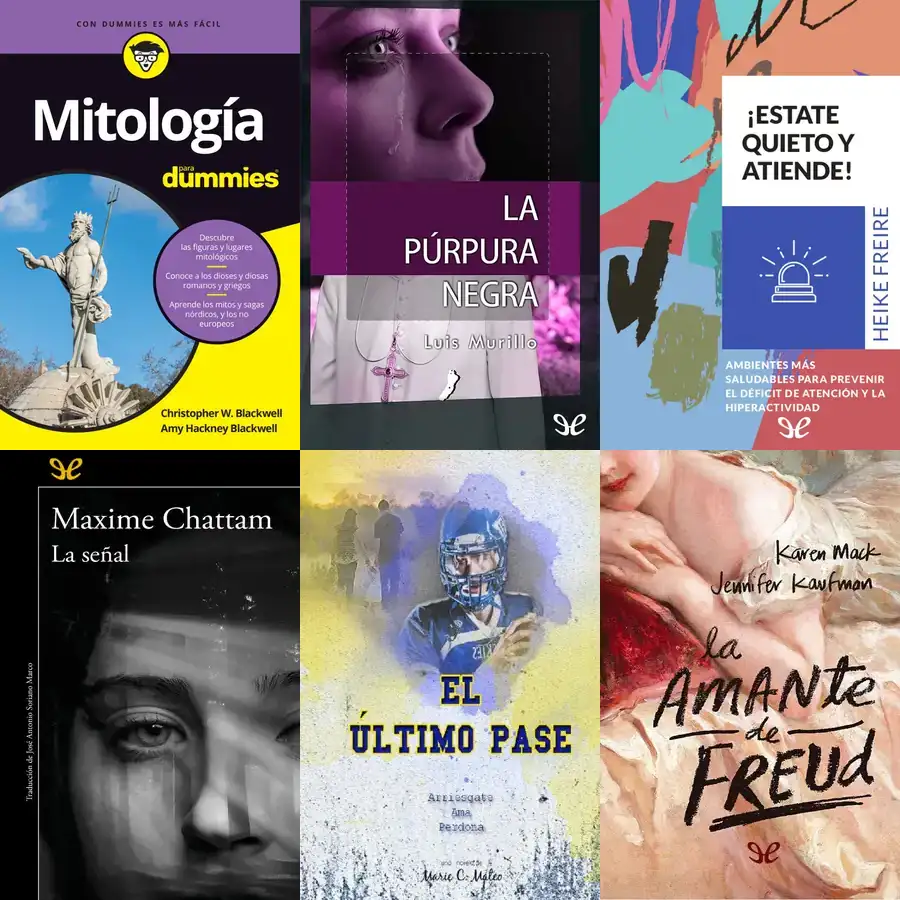 CON DUMMIES ES MÁS FÁCIL
Mitología
para
dummies
Descubre
las figuras y lugares
mitológicos
Conoce a los dioses y diosas
romanos y griegos
Aprende los mitos y sagas
nórdicos, y los no
europeos
Christopher W. Blackwell
Amy Hackney Blackwell
LA
PÚRPURA
NEGRA
Luis Murillo
¡ESTATE
QUIETO Y
ATIENDE!
HEIKE FREIRE
AMBIENTES MÁS
SALUDABLES PARA PREVENIR
EL DÉFICIT DE ATENCIÓN Y LA
HIPERACTIVIDAD
Maxime Chattam
La señal
Traducción de José Antonio Soriano Marco
EL
ÚLTIMO PASE
Arriésgate
Ama
Perdona
una novela de
Marie C. Mateo
Karen Mack
Jennifer Kaufman
la
AMANte
de
FREUd